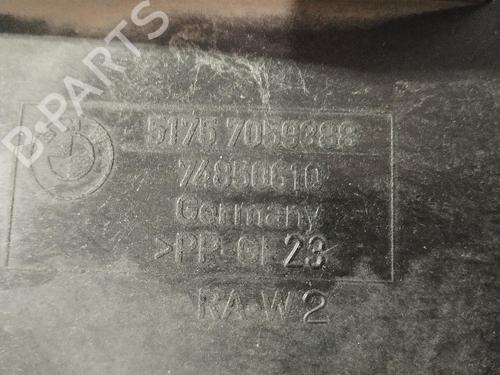 B-PARTS
5175 7059388
74850610
Germany
>PP-GF23<
RA-W2